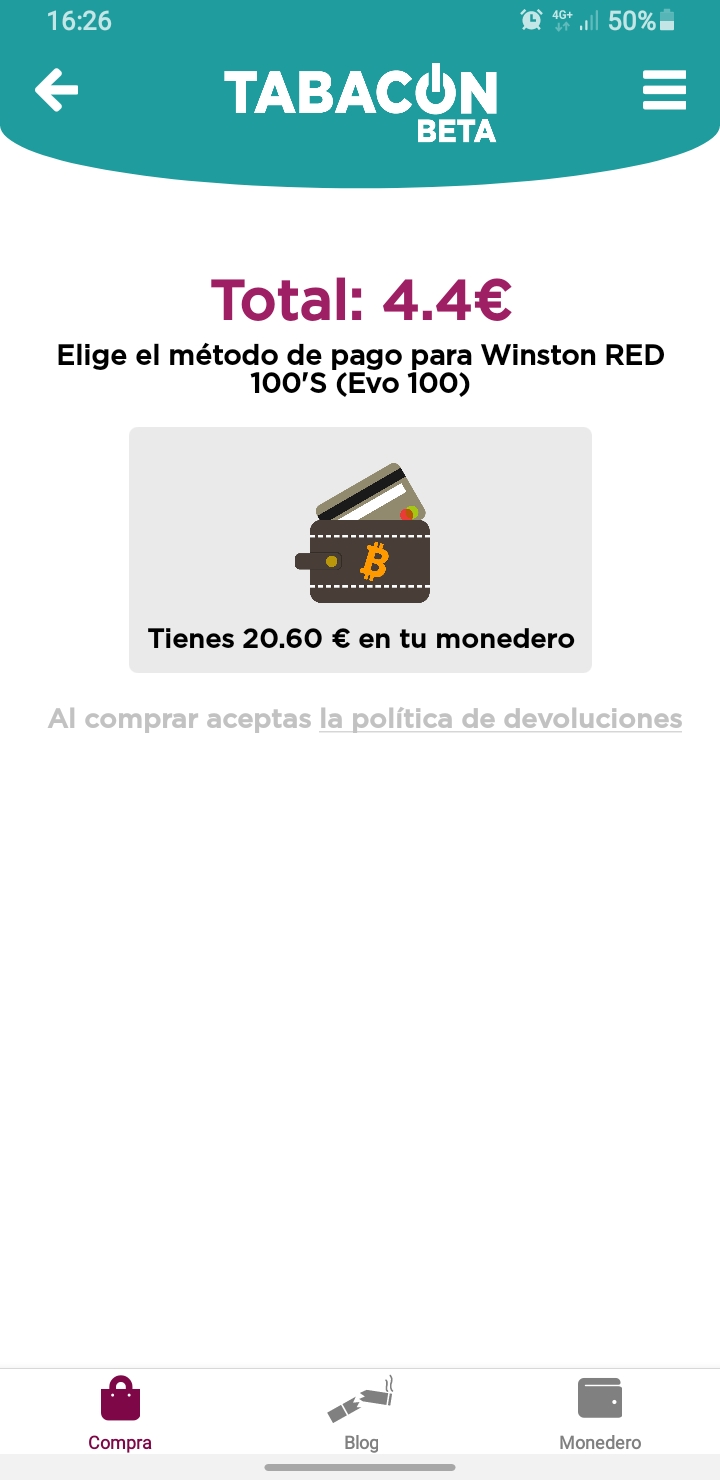 16:26
4G+
50%
TABACON
BETA
Total: 4.4€
Elige el método de pago para Winston RED
100'S (Evo 100)
Tienes 20.60 € en tu monedero
Al comprar aceptas la política de devoluciones
Compra
Blog
Monedero